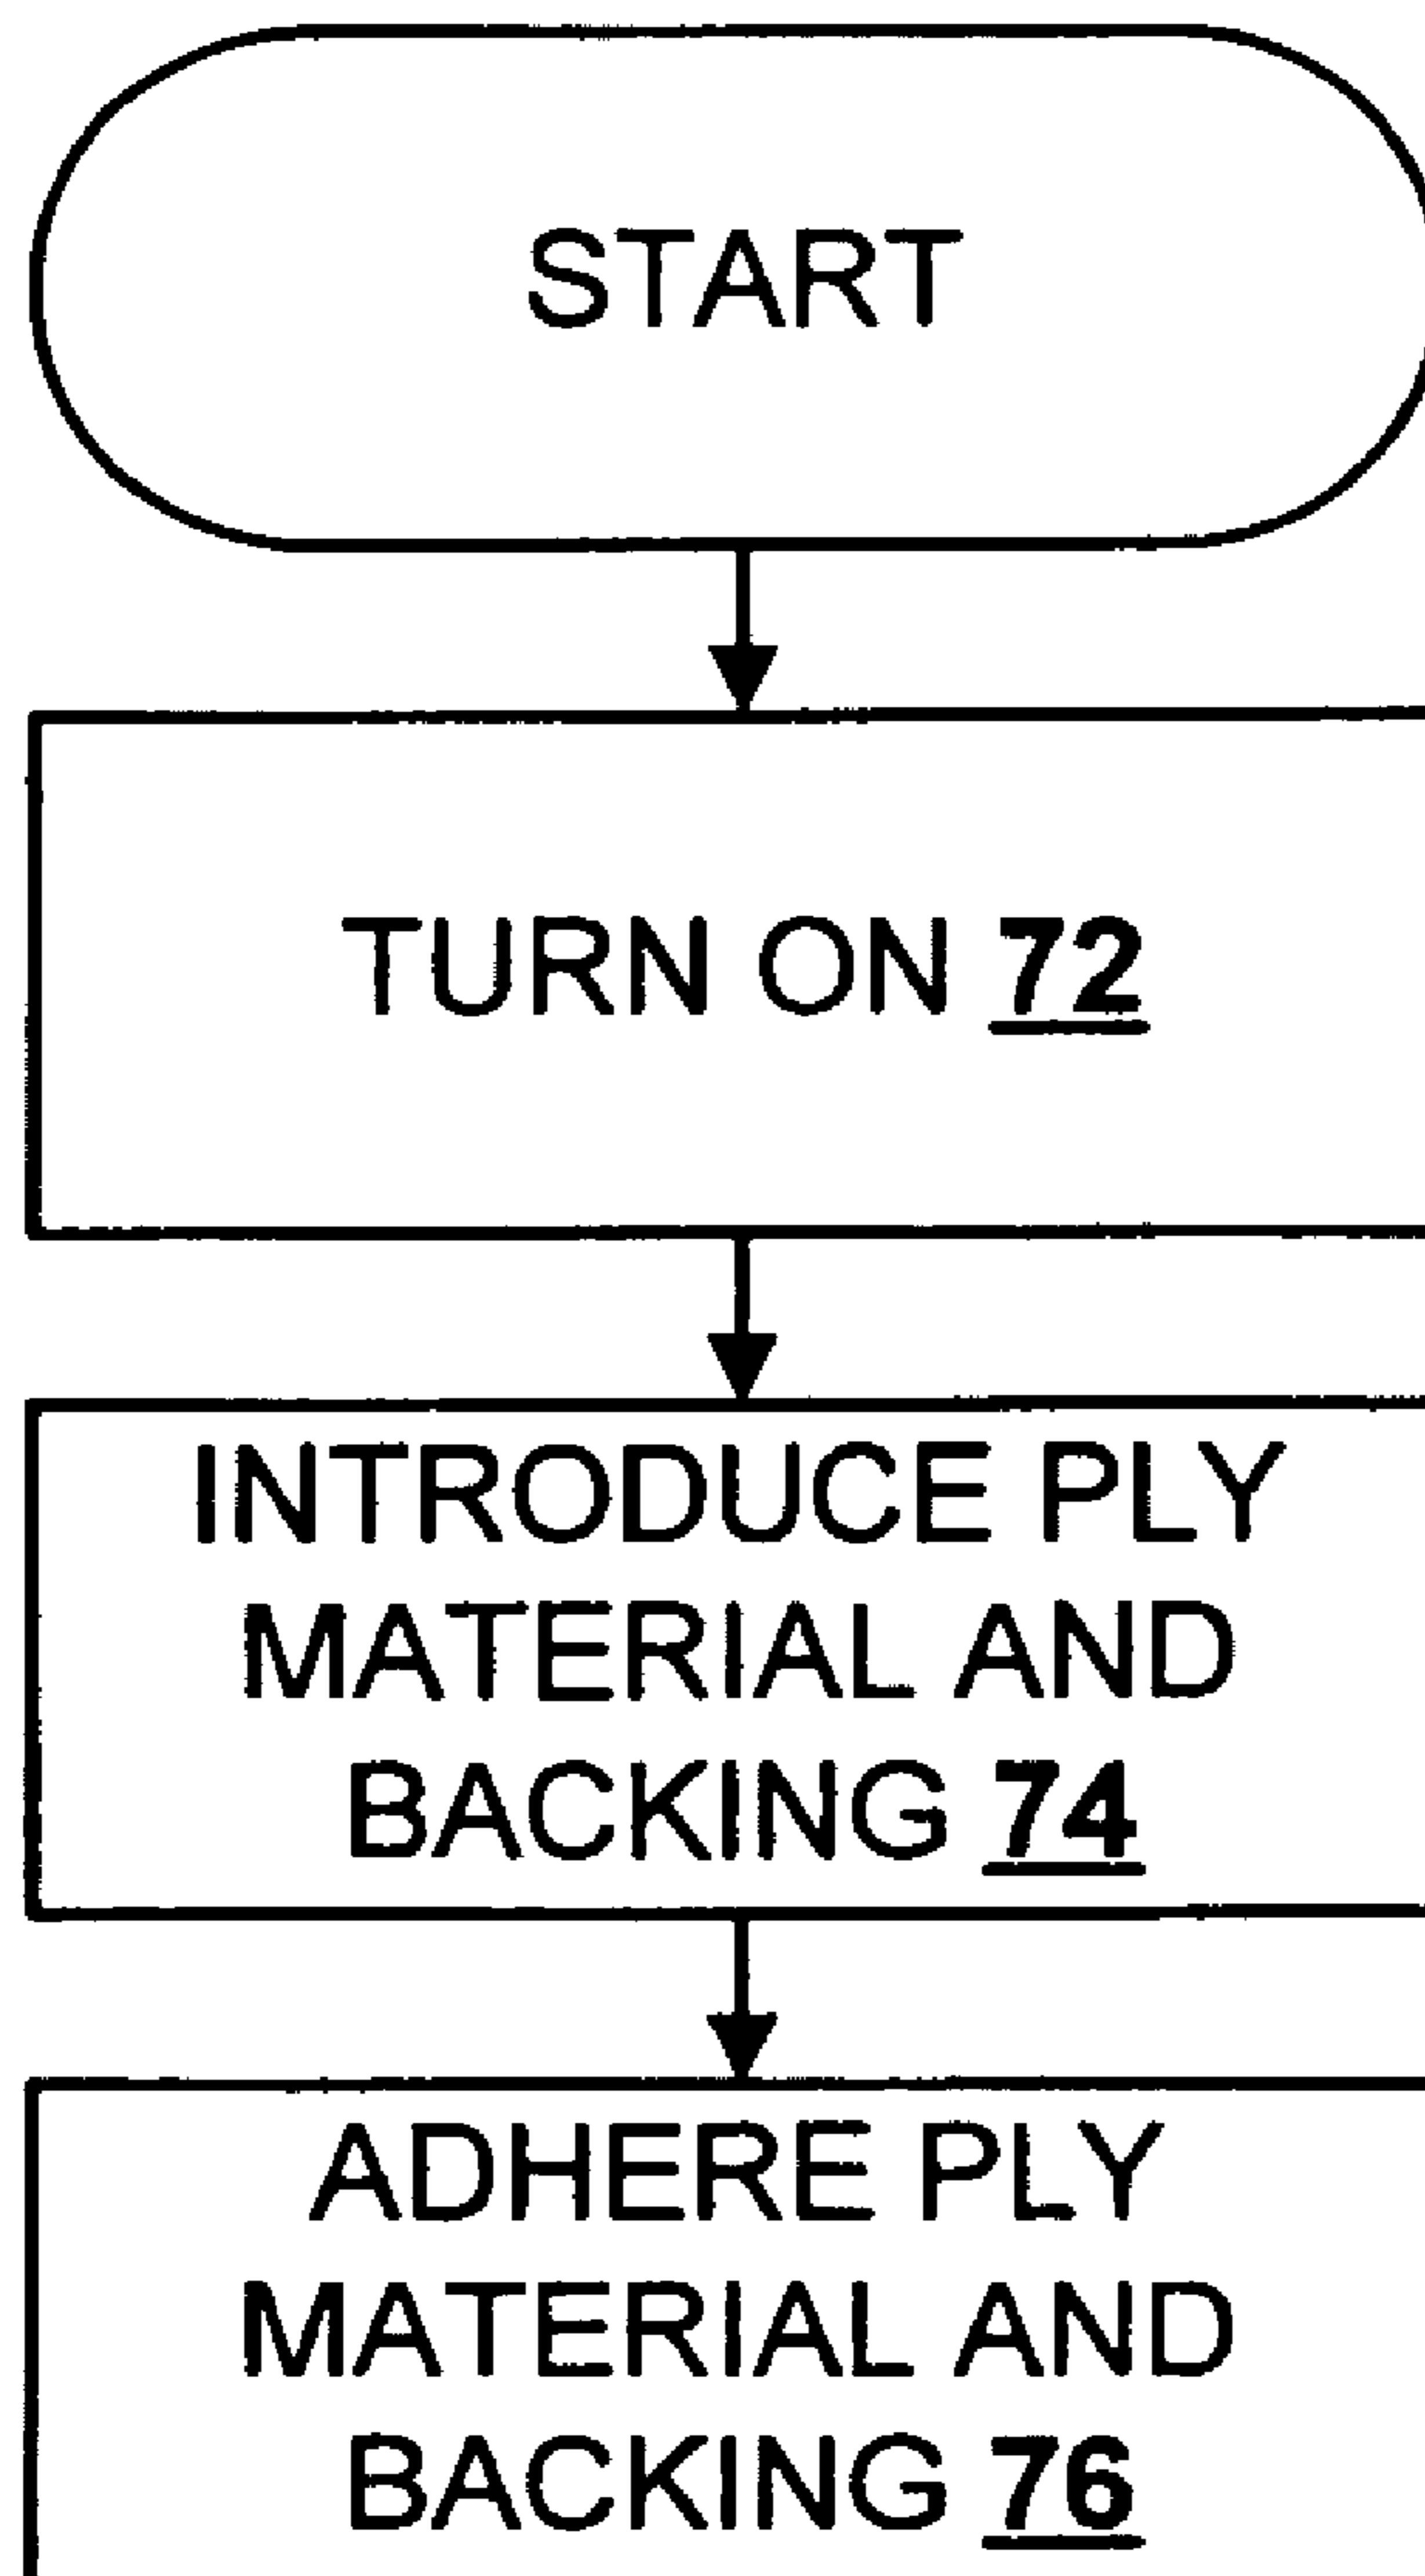 START
TURN ON 72
INTRODUCE PLY
MATERIAL AND
BACKING 74
ADHERE PLY
MATERIAL AND
BACKING 76